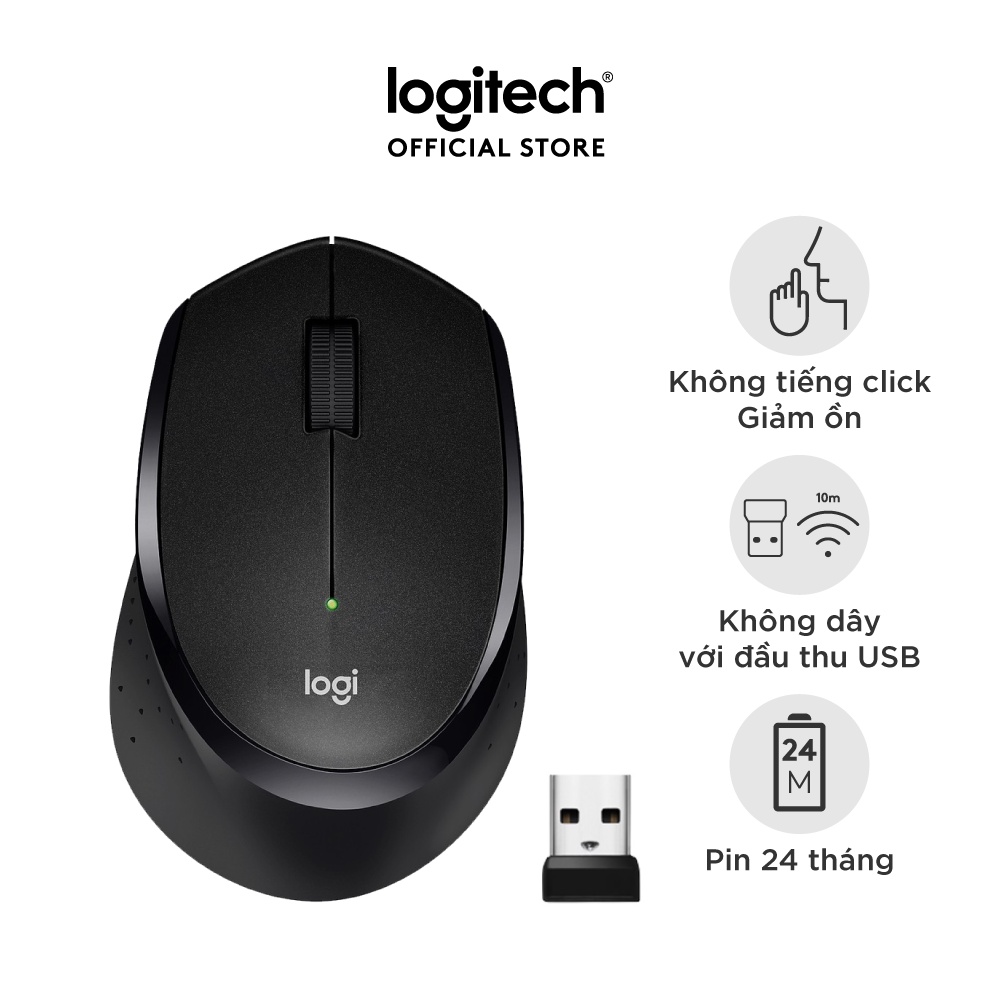 logitech®
OFFICIAL STORE
Không tiếng click
Giảm ồn
10m
Không dây
với đầu thu USB
24
M
Pin 24 tháng
logi